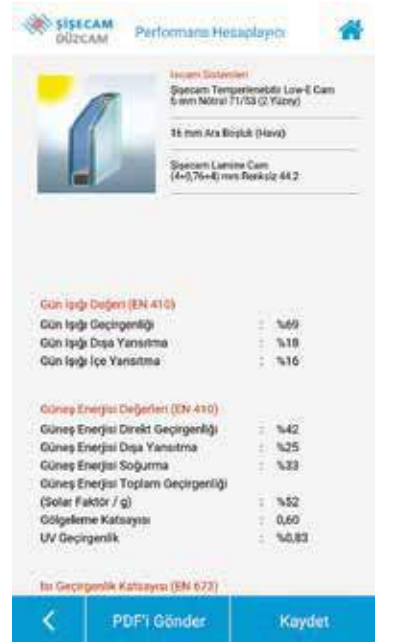 ŞİŞECAM
DÜZCAM
Performans Hesaplayıcı
Isıcam Sistemleri
Şişecam Temperlenebilir Low-E Cam
6 mm Nötral 71/53 (2.Yüzey)
16 mm Ara Boşluk (Hava)
Şişecam Lamine Cam
(4+0,76+4) mm Renksiz 44.2
Gün Işığı Değeri (EN 410)
Gün Işığı Geçirgenliği : %69
Gün Işığı Dışa Yansıtma : %18
Gün Işığı İçe Yansıtma : %16
Güneş Enerjisi Değerleri (EN 410)
Güneş Enerjisi Direkt Geçirgenliği : %42
Güneş Enerjisi Dışa Yansıtma : %25
Güneş Enerjisi Soğurma : %33
Güneş Enerjisi Toplam Geçirgenliği
(Solar Faktör / g) : %52
Gölgeleme Katsayısı : 0,60
UV Geçirgenlik : %0,83
Isı Geçirgenlik Katsayısı (EN 673)
PDF'i Gönder
Kaydet